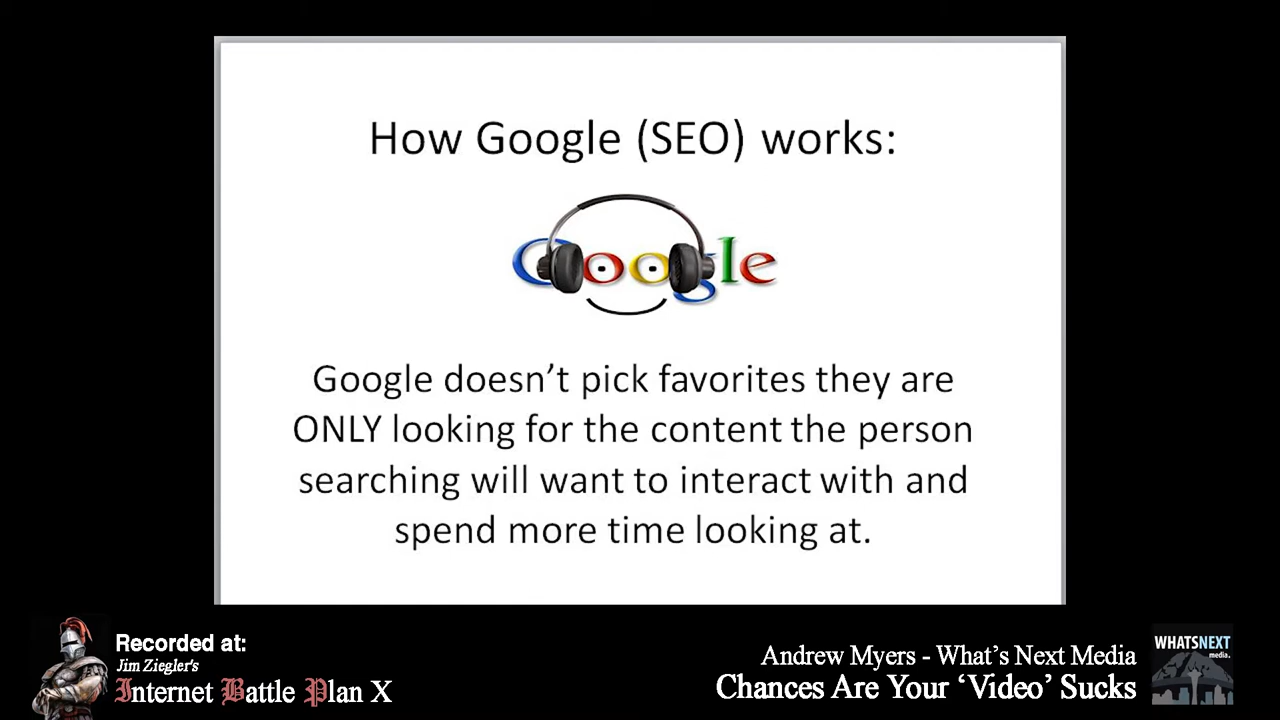 How Google (SEO) works:
Google
Google doesn’t pick favorites they are
ONLY looking for the content the person
searching will want to interact with and
spend more time looking at.
Recorded at:
Jim Ziegler's
Internet Battle Plan X
Andrew Myers - What’s Next Media
Chances Are Your ‘Video’ Sucks
WHATSNEXT
media.